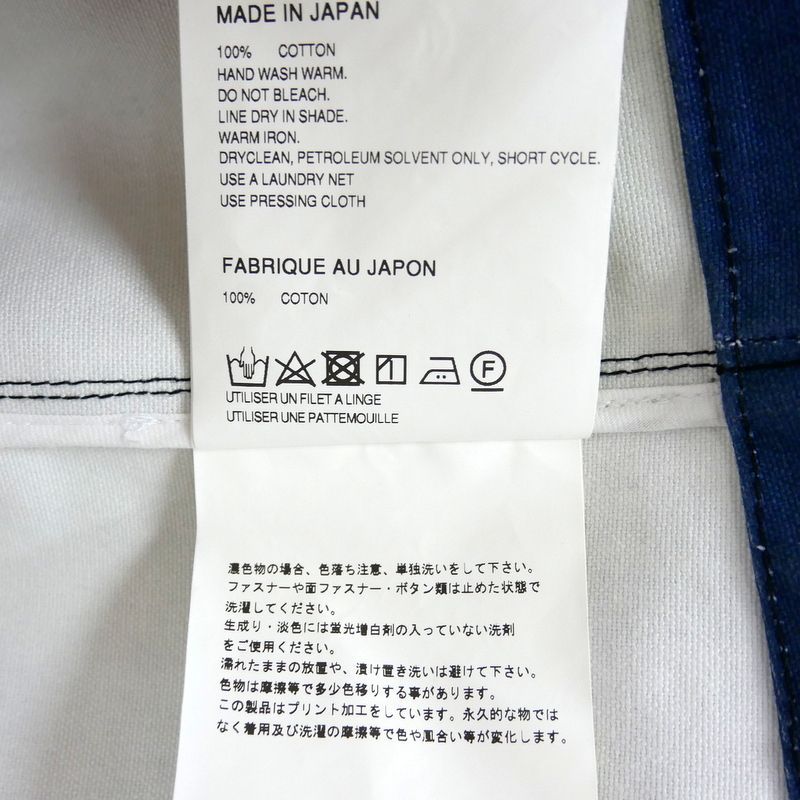 MADE IN JAPAN
100% COTTON
HAND WASH WARM.
DO NOT BLEACH.
LINE DRY IN SHADE.
WARM IRON.
DRYCLEAN, PETROLEUM SOLVENT ONLY, SHORT CYCLE.
USE A LAUNDRY NET
USE PRESSING CLOTH
FABRIQUE AU JAPON
100% COTON
F
UTILISER UN FILET A LINGE
UTILISER UNE PATTEMOUILLE
濃色物の場合、色落ち注意、単独洗いをして下さい。
ファスナーや面ファスナー・ボタン類は止めた状態で
洗濯してください。
生成り・淡色には蛍光増白剤の入っていない洗剤
をご使用ください。
濡れたままの放置や、漬け置き洗いは避けて下さい。
色物は摩擦等で多少色移りする事があります。
この製品はプリント加工をしています。永久的な物では
なく着用及び洗濯の摩擦等で色や風合い等が変化します。